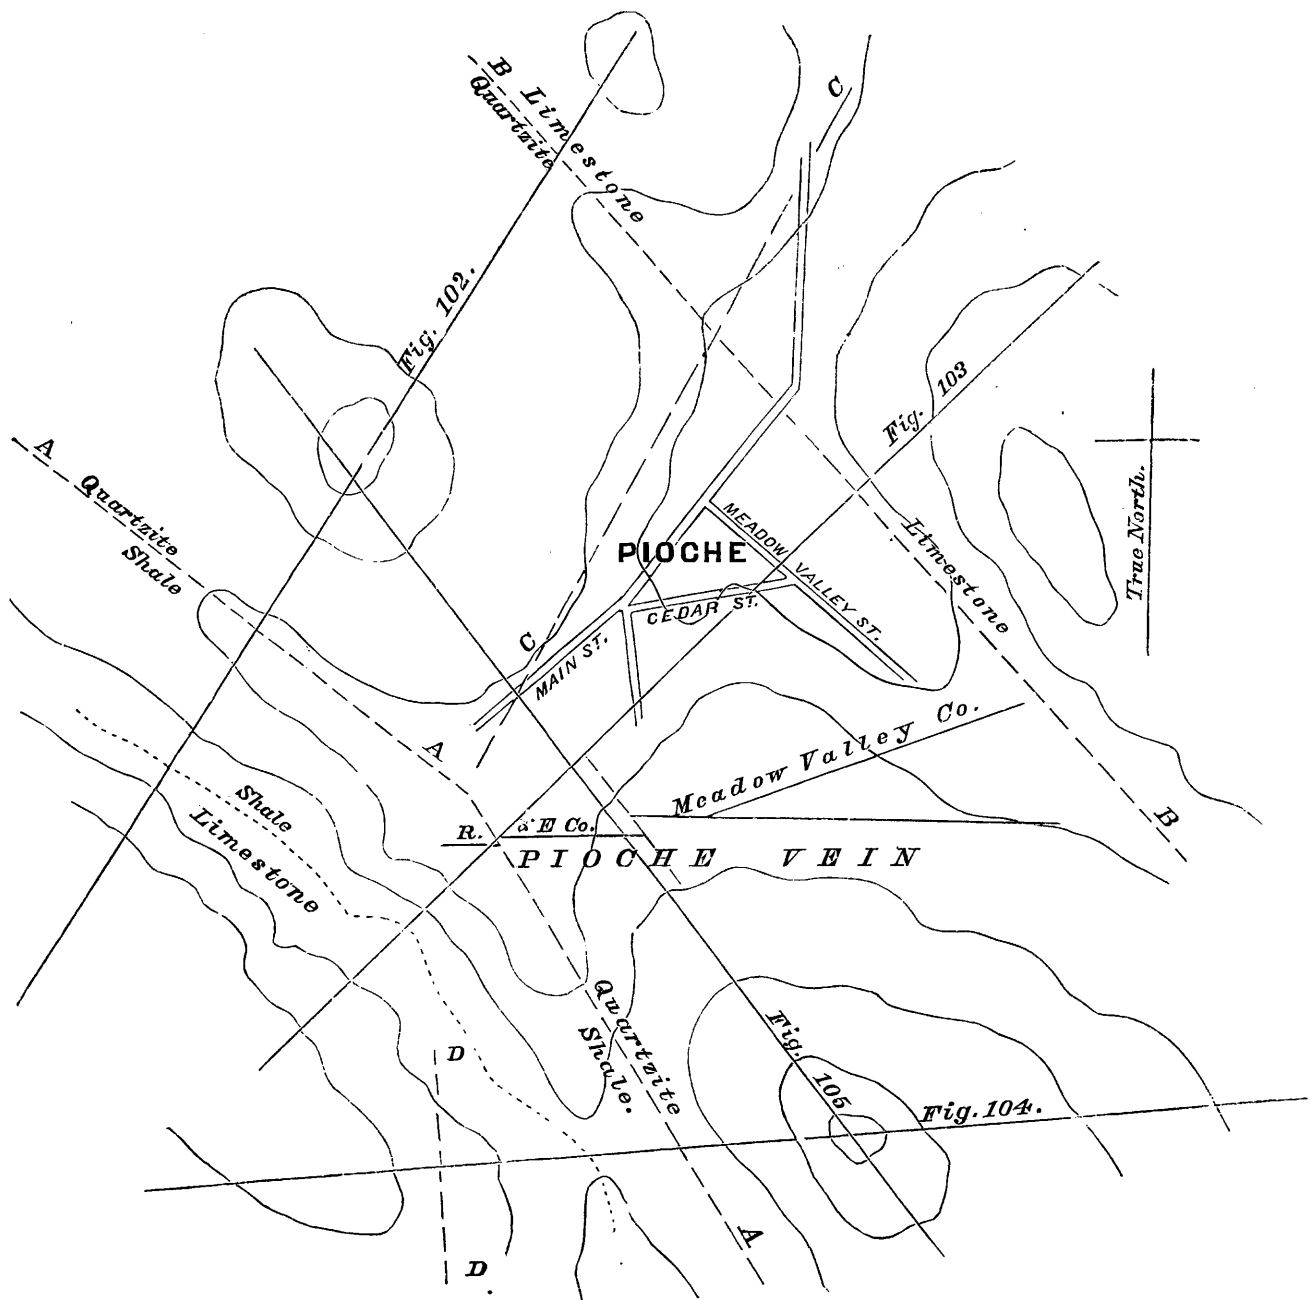 B Limestone
Quartzite
C
Fig. 102.
Fig. 103
A Quartzite
Shale
True North.
MEADOW VALLEY ST.
PIOCHE
CEDAR ST.
Limestone
C
MAIN ST.
A
Meadow Valley Co.
Shale
Limestone
R. & E Co.
B
PIOCHE VEIN
Quartzite
Shale.
Fig. 105
D
Fig. 104.
A
D